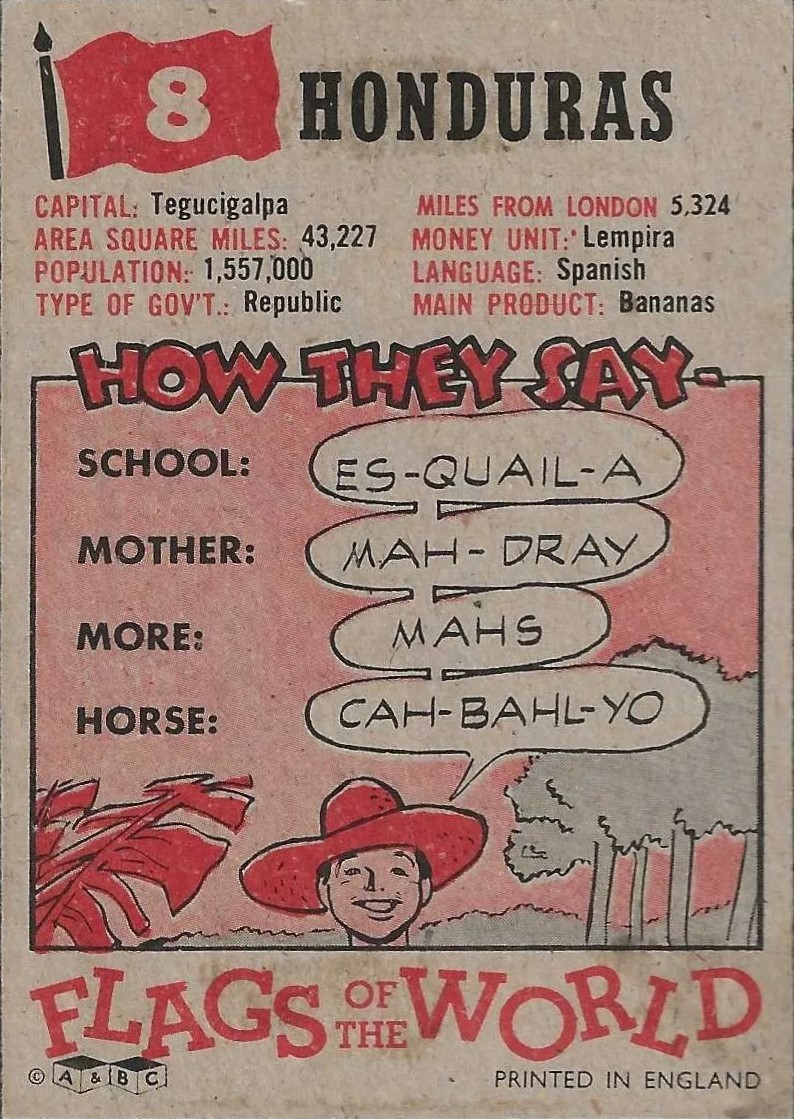 8 HONDURAS
CAPITAL: Tegucigalpa
AREA SQUARE MILES: 43,227
POPULATION: 1,557,000
TYPE OF GOV'T.: Republic
MILES FROM LONDON 5,324
MONEY UNIT: Lempira
LANGUAGE: Spanish
MAIN PRODUCT: Bananas
HOW THEY SAY-
SCHOOL: ES-QUAIL-A
MOTHER: MAH-DRAY
MORE: MAHS
HORSE: CAH-BAHL-YO
FLAGS OF THE WORLD
© A & B C
PRINTED IN ENGLAND